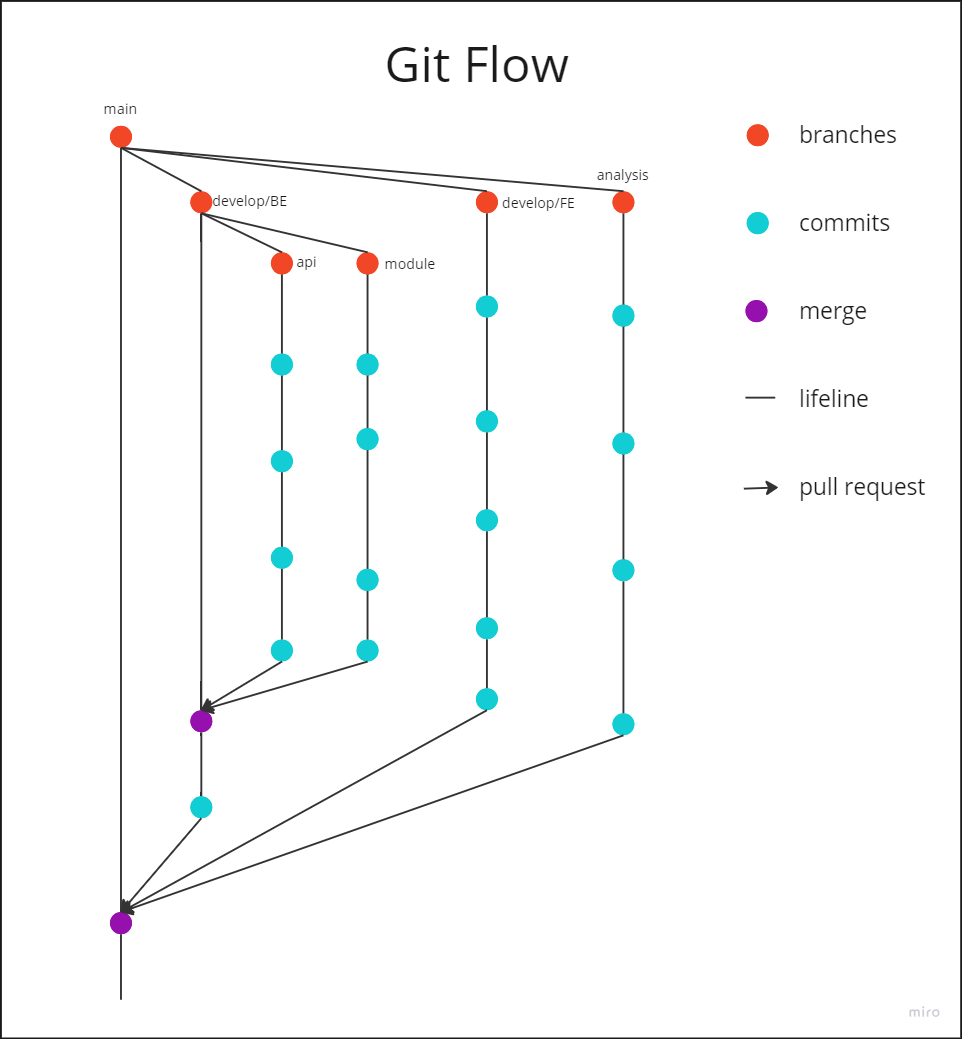 Git Flow
main
branches
analysis
develop/BE
develop/FE
commits
api
module
merge
lifeline
pull request
miro